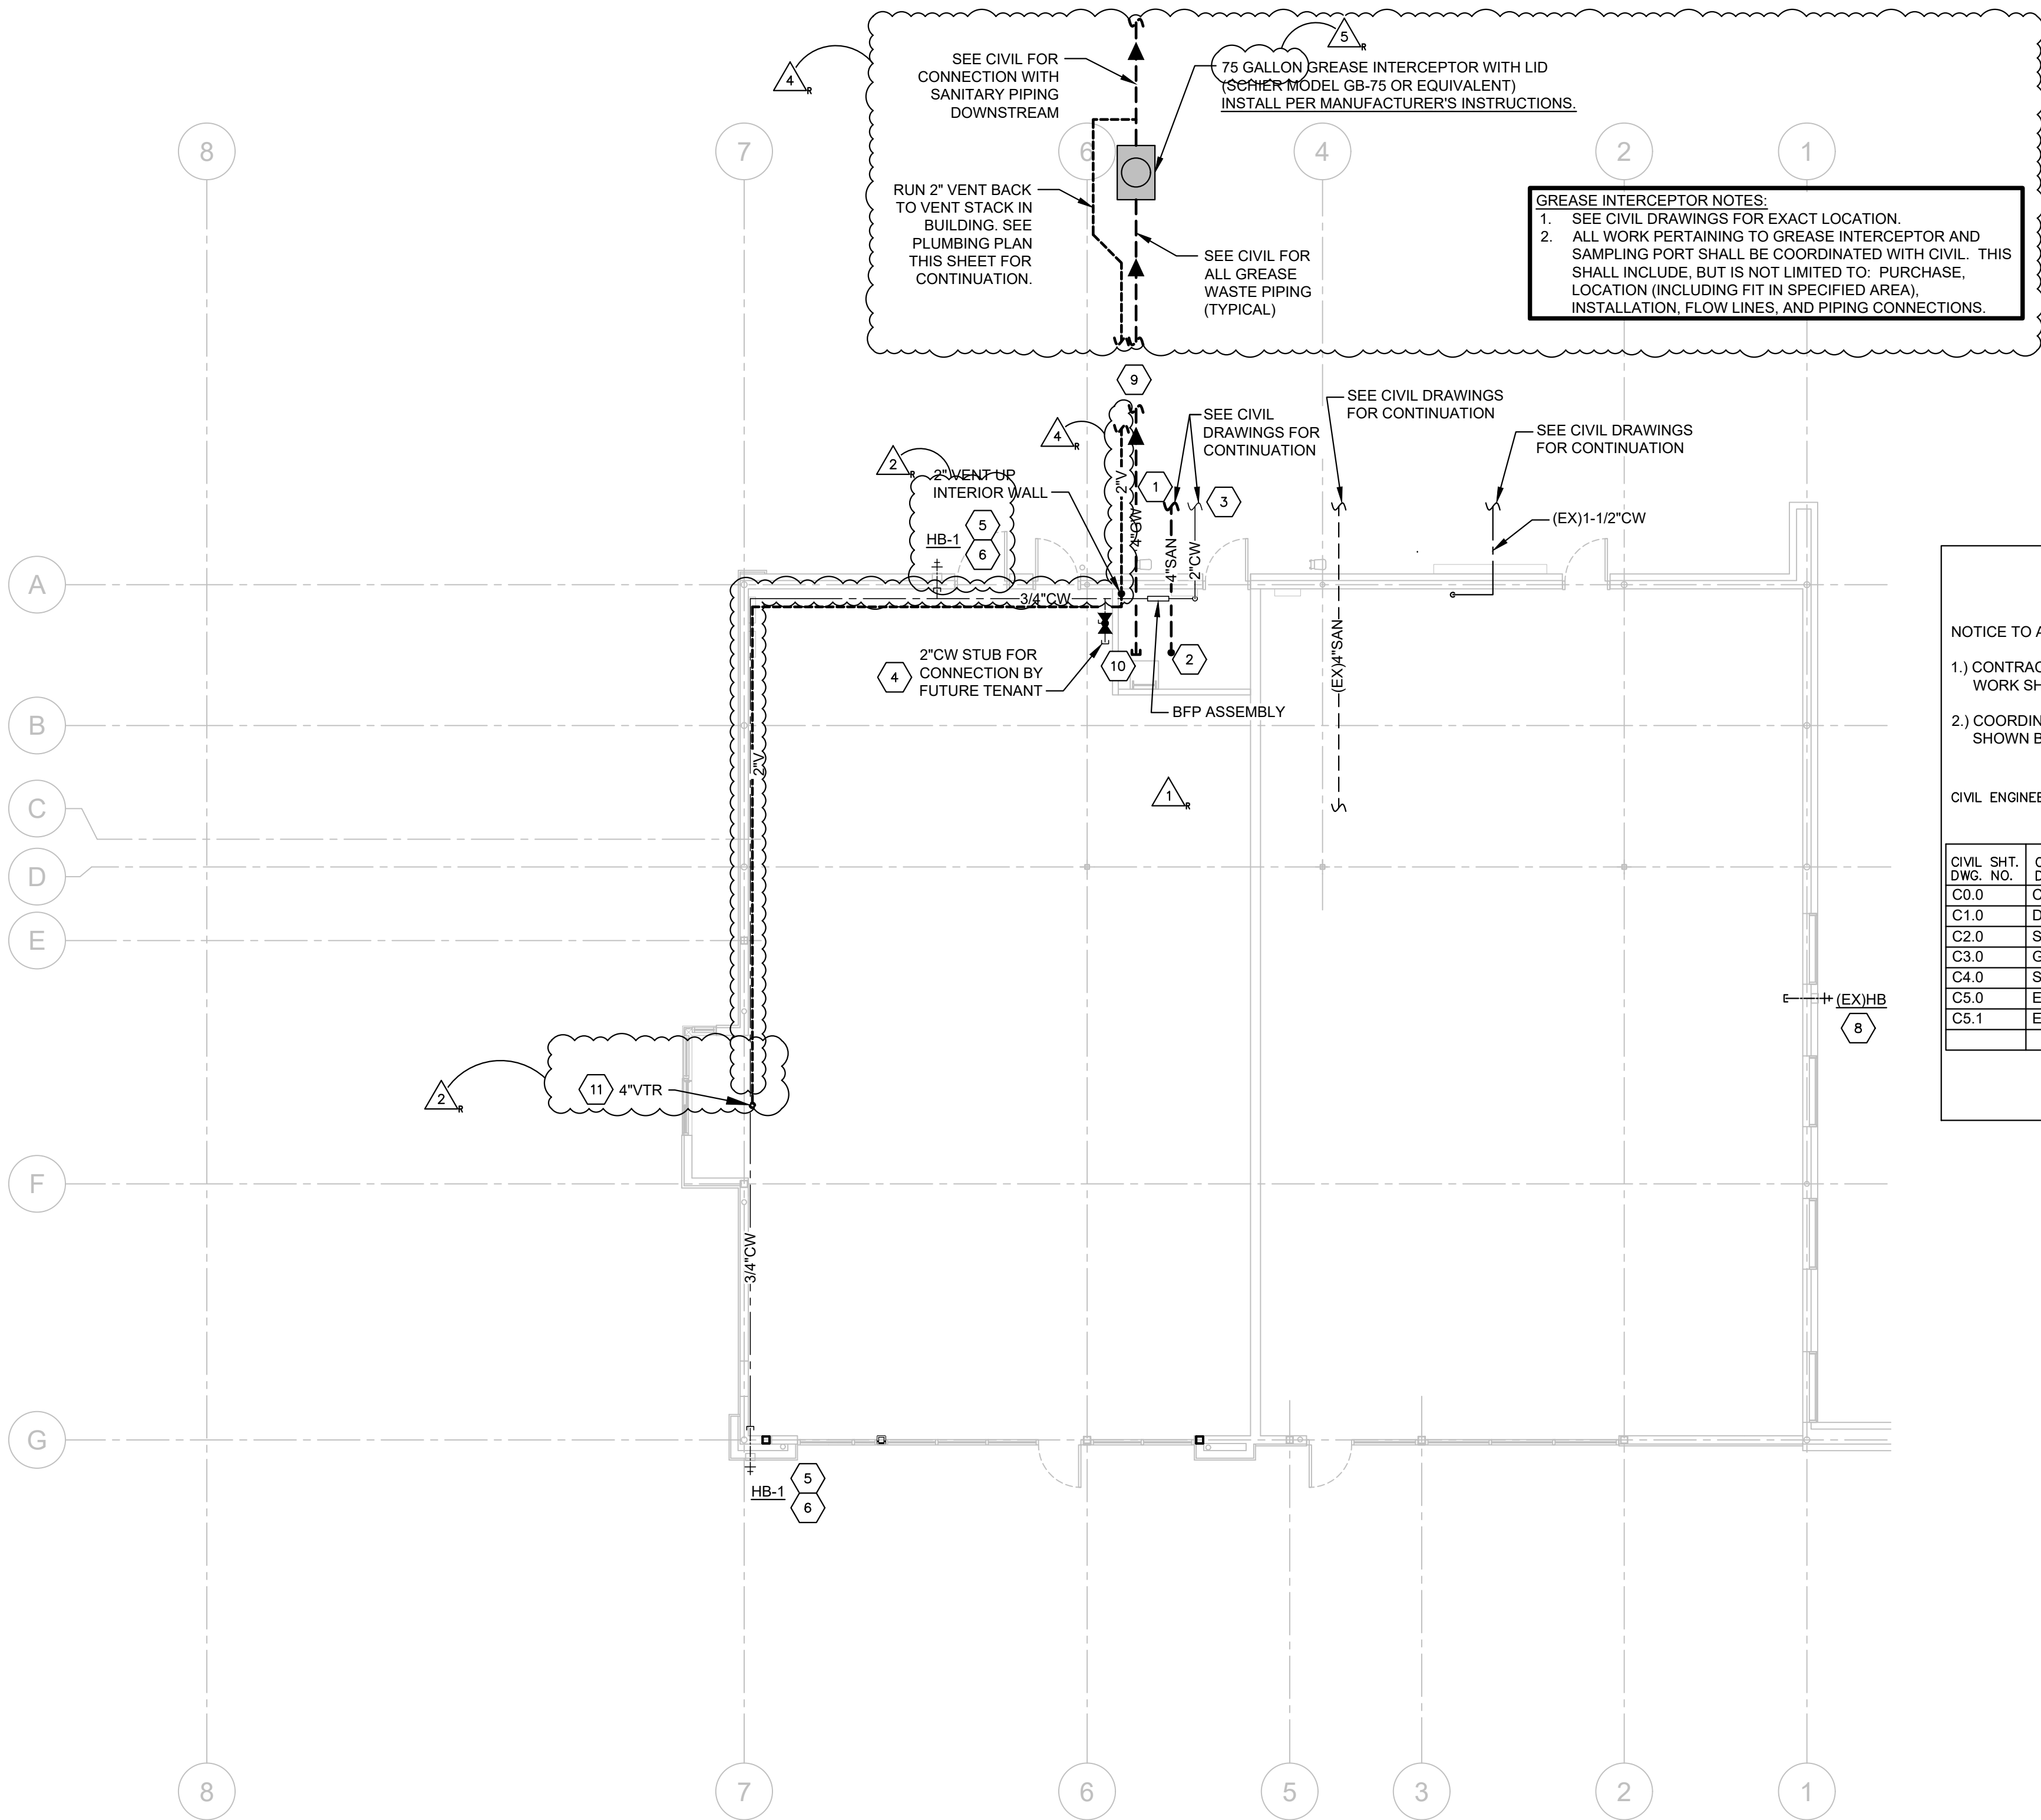 5
R
4
R
SEE CIVIL FOR
CONNECTION WITH
SANITARY PIPING
DOWNSTREAM
75 GALLON GREASE INTERCEPTOR WITH LID
(SCHIER MODEL GB-75 OR EQUIVALENT)
INSTALL PER MANUFACTURER'S INSTRUCTIONS.
8
7
6
4
2
1
RUN 2" VENT BACK
TO VENT STACK IN
BUILDING. SEE
PLUMBING PLAN
THIS SHEET FOR
CONTINUATION.
SEE CIVIL FOR
ALL GREASE
WASTE PIPING
(TYPICAL)
GREASE INTERCEPTOR NOTES:
1. SEE CIVIL DRAWINGS FOR EXACT LOCATION.
2. ALL WORK PERTAINING TO GREASE INTERCEPTOR AND
SAMPLING PORT SHALL BE COORDINATED WITH CIVIL. THIS
SHALL INCLUDE, BUT IS NOT LIMITED TO: PURCHASE,
LOCATION (INCLUDING FIT IN SPECIFIED AREA),
INSTALLATION, FLOW LINES, AND PIPING CONNECTIONS.
9
4
R
2
R
2" VENT UP
INTERIOR WALL
SEE CIVIL
DRAWINGS FOR
CONTINUATION
SEE CIVIL DRAWINGS
FOR CONTINUATION
SEE CIVIL DRAWINGS
FOR CONTINUATION
(EX)1-1/2"CW
1
3
HB-1
5
6
2"V
4"GW
4"SAN
2"CW
A
3/4"CW
(EX)4"SAN
4
2"CW STUB FOR
CONNECTION BY
FUTURE TENANT
10
2
BFP ASSEMBLY
B
2"V
1
R
C
D
E
NOTICE TO A
1.) CONTRAC
WORK SH
2.) COORDIN
SHOWN B
CIVIL ENGINEE
CIVIL SHT.
DWG. NO.
C
D
C0.0 C
C1.0 D
C2.0 S
C3.0 G
C4.0 S
C5.0 E
C5.1 E
(EX)HB
8
2
R
11
4"VTR
F
3/4"CW
G
HB-1
5
6
8
7
6
5
3
2
1